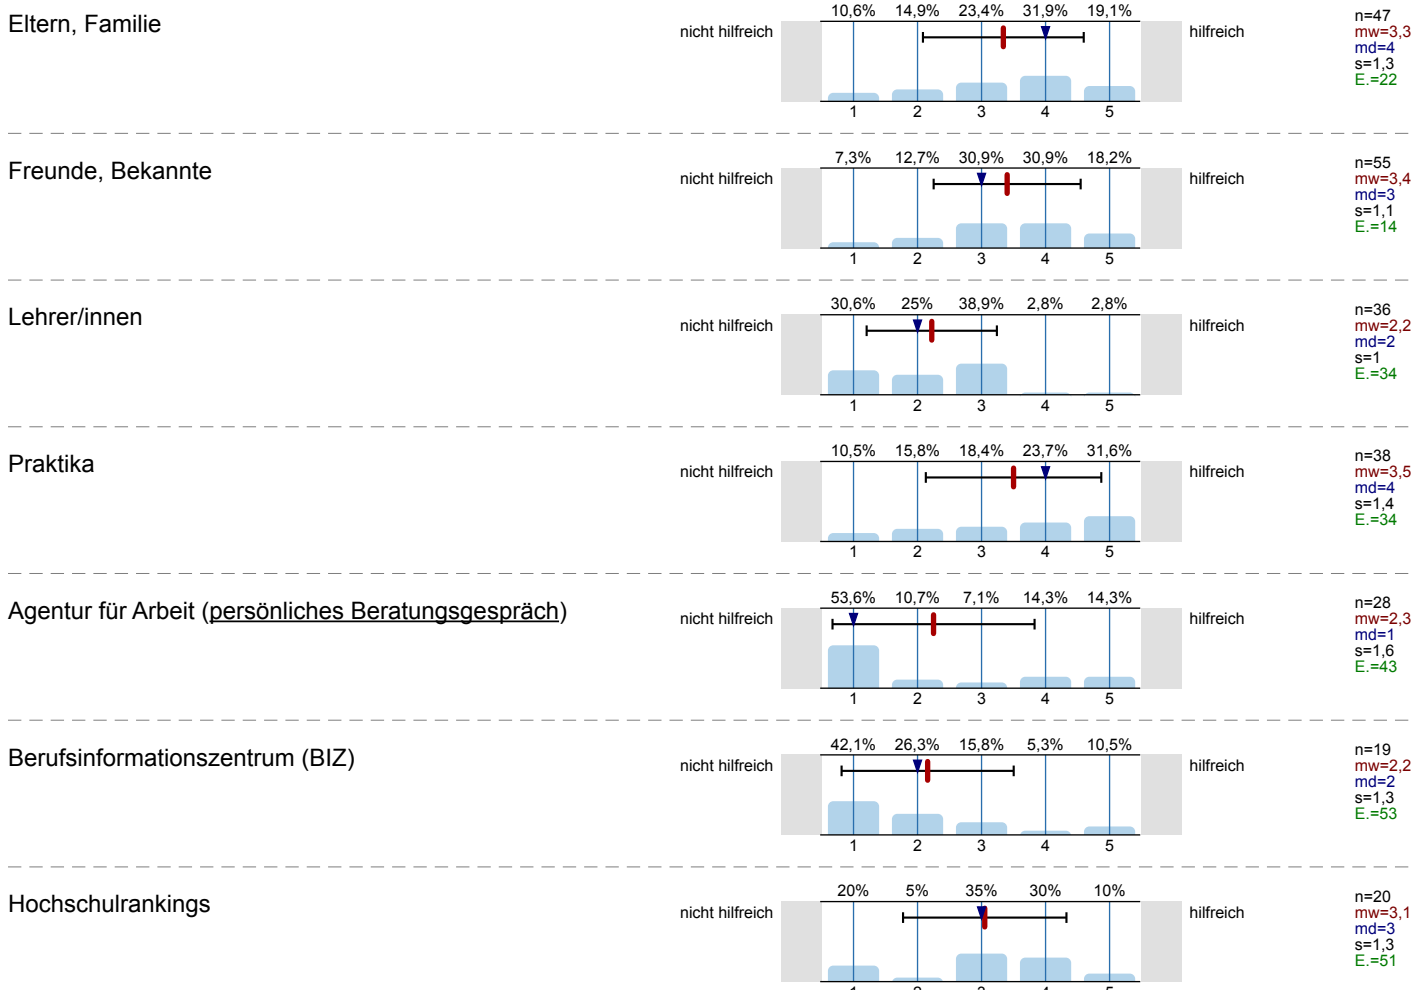 Eltern, Familie
10,6% 14,9% 23,4% 31,9% 19,1%
nicht hilfreich
hilfreich
1 2 3 4 5
n=47
mw=3,3
md=4
s=1,3
E.=22
Freunde, Bekannte
7,3% 12,7% 30,9% 30,9% 18,2%
nicht hilfreich
hilfreich
1 2 3 4 5
n=55
mw=3,4
md=3
s=1,1
E.=14
Lehrer/innen
30,6% 25% 38,9% 2,8% 2,8%
nicht hilfreich
hilfreich
1 2 3 4 5
n=36
mw=2,2
md=2
s=1
E.=34
Praktika
10,5% 15,8% 18,4% 23,7% 31,6%
nicht hilfreich
hilfreich
1 2 3 4 5
n=38
mw=3,5
md=4
s=1,4
E.=34
Agentur für Arbeit (persönliches Beratungsgespräch)
53,6% 10,7% 7,1% 14,3% 14,3%
nicht hilfreich
hilfreich
1 2 3 4 5
n=28
mw=2,3
md=1
s=1,6
E.=43
Berufsinformationszentrum (BIZ)
42,1% 26,3% 15,8% 5,3% 10,5%
nicht hilfreich
hilfreich
1 2 3 4 5
n=19
mw=2,2
md=2
s=1,3
E.=53
Hochschulrankings
20% 5% 35% 30% 10%
nicht hilfreich
hilfreich
1 2 3 4 5
n=20
mw=3,1
md=3
s=1,3
E.=51